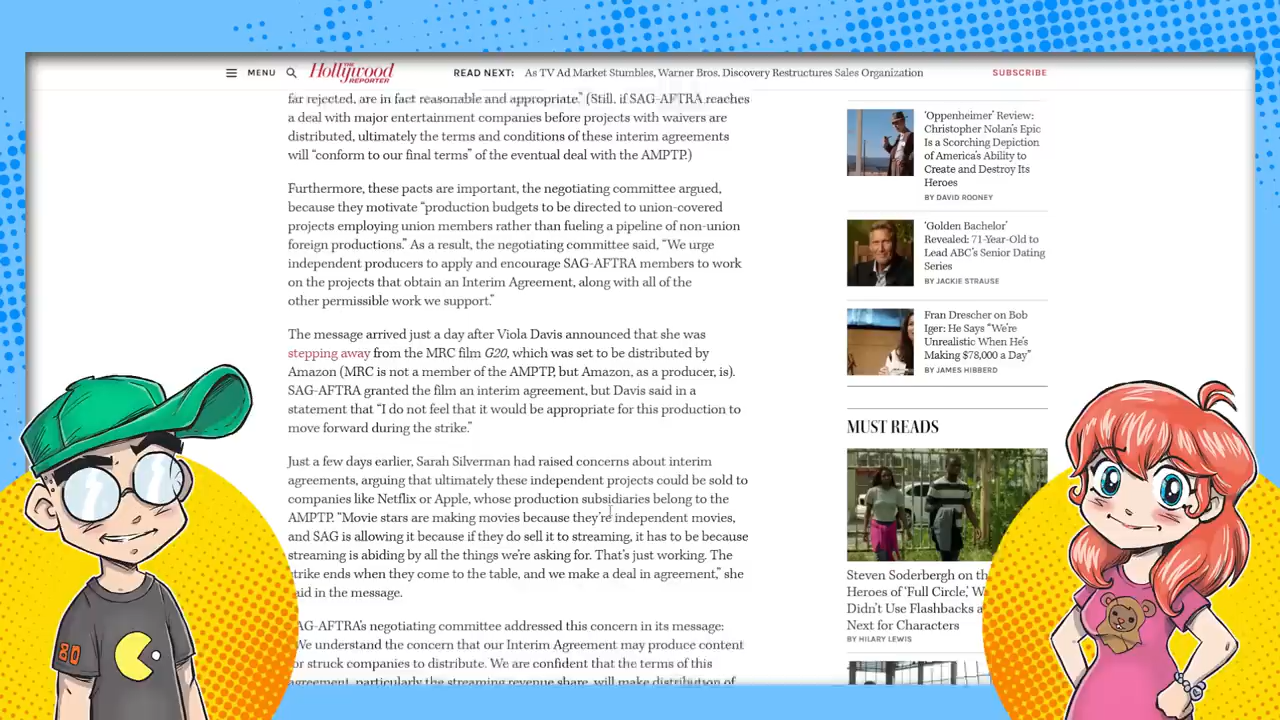 MENU
THE
Hollywood
REPORTER
READ NEXT: As TV Ad Market Stumbles, Warner Bros. Discovery Restructures Sales Organization
SUBSCRIBE
far rejected, are in fact reasonable and appropriate.” (Still, if SAG-AFTRA reaches
a deal with major entertainment companies before projects with waivers are
distributed, ultimately the terms and conditions of these interim agreements
will “conform to our final terms” of the eventual deal with the AMPTP.)
Furthermore, these pacts are important, the negotiating committee argued,
because they motivate “production budgets to be directed to union-covered
projects employing union members rather than fueling a pipeline of non-union
foreign productions.” As a result, the negotiating committee said, “We urge
independent producers to apply and encourage SAG-AFTRA members to work
on the projects that obtain an Interim Agreement, along with all of the
other permissible work we support.”
The message arrived just a day after Viola Davis announced that she was
stepping away from the MRC film G20, which was set to be distributed by
Amazon (MRC is not a member of the AMPTP, but Amazon, as a producer, is).
SAG-AFTRA granted the film an interim agreement, but Davis said in a
statement that “I do not feel that it would be appropriate for this production to
move forward during the strike.”
Just a few days earlier, Sarah Silverman had raised concerns about interim
agreements, arguing that ultimately these independent projects could be sold to
companies like Netflix or Apple, whose production subsidiaries belong to the
AMPTP. “Movie stars are making movies because they’re independent movies,
and SAG is allowing it because if they do sell it to streaming, it has to be because
streaming is abiding by all the things we’re asking for. That’s just working. The
strike ends when they come to the table, and we make a deal in agreement,” she
said in the message.
SAG-AFTRA’s negotiating committee addressed this concern in its message:
“We understand the concern that our Interim Agreement may produce content
for struck companies to distribute. We are confident that the terms of this
agreement, particularly the streaming revenue share, will make distribution of
‘Oppenheimer’ Review:
Christopher Nolan’s Epic
Is a Scorching Depiction
of America’s Ability to
Create and Destroy Its
Heroes
BY DAVID ROONEY
‘Golden Bachelor’
Revealed: 71-Year-Old to
Lead ABC’s Senior Dating
Series
BY JACKIE STRAUSE
Fran Drescher on Bob
Iger: He Says “We’re
Unrealistic When He’s
Making $78,000 a Day”
BY JAMES HIBBERD
MUST READS
Steven Soderbergh on th
Heroes of ‘Full Circle,’ W
Didn’t Use Flashbacks a
Next for Characters
BY HILARY LEWIS
80